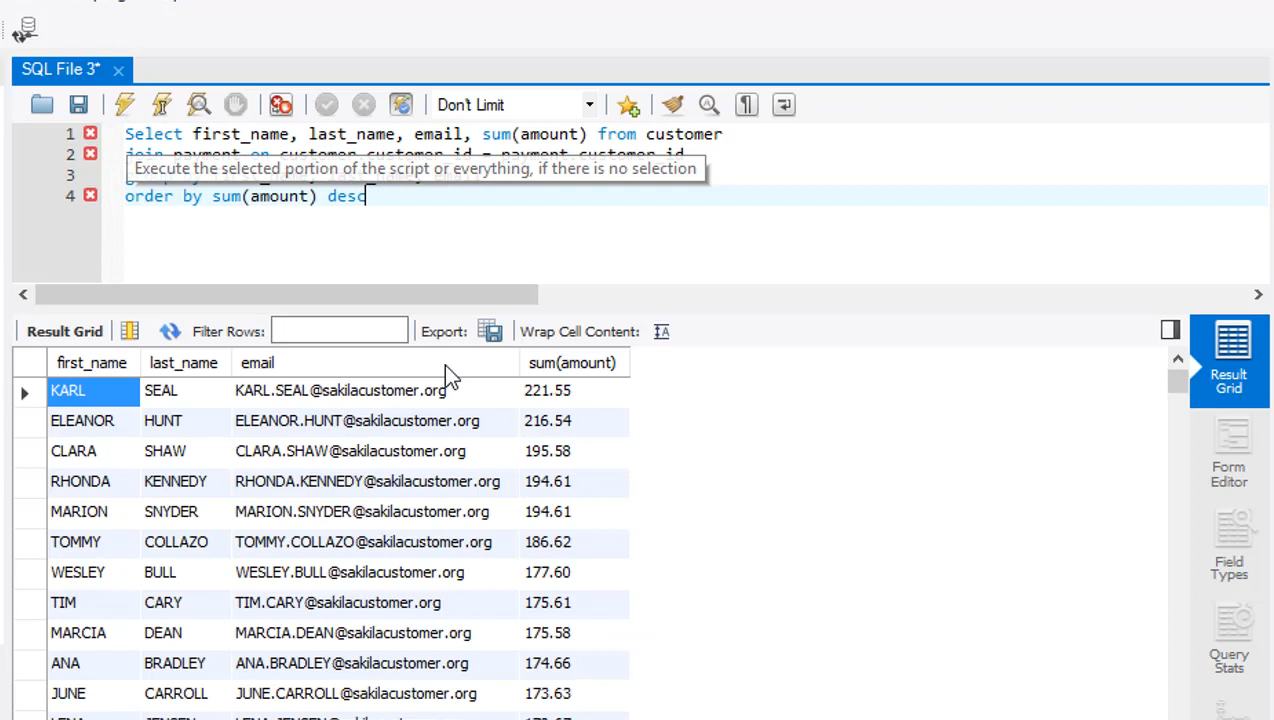 SQL File 3*
Don't Limit
1 Select first_name, last_name, email, sum(amount) from customer
2 join payment on customer.customer_id = payment.customer_id
Execute the selected portion of the script or everything, if there is no selection
3
4 order by sum(amount) desc
Result Grid Filter Rows: Export: Wrap Cell Content:
first_name last_name email sum(amount)
KARL SEAL KARL.SEAL@sakilacustomer.org 221.55
ELEANOR HUNT ELEANOR.HUNT@sakilacustomer.org 216.54
CLARA SHAW CLARA.SHAW@sakilacustomer.org 195.58
RHONDA KENNEDY RHONDA.KENNEDY@sakilacustomer.org 194.61
MARION SNYDER MARION.SNYDER@sakilacustomer.org 194.61
TOMMY COLLAZO TOMMY.COLLAZO@sakilacustomer.org 186.62
WESLEY BULL WESLEY.BULL@sakilacustomer.org 177.60
TIM CARY TIM.CARY@sakilacustomer.org 175.61
MARCIA DEAN MARCIA.DEAN@sakilacustomer.org 175.58
ANA BRADLEY ANA.BRADLEY@sakilacustomer.org 174.66
JUNE CARROLL JUNE.CARROLL@sakilacustomer.org 173.63
Result
Grid
Form
Editor
Field
Types
Query
Stats